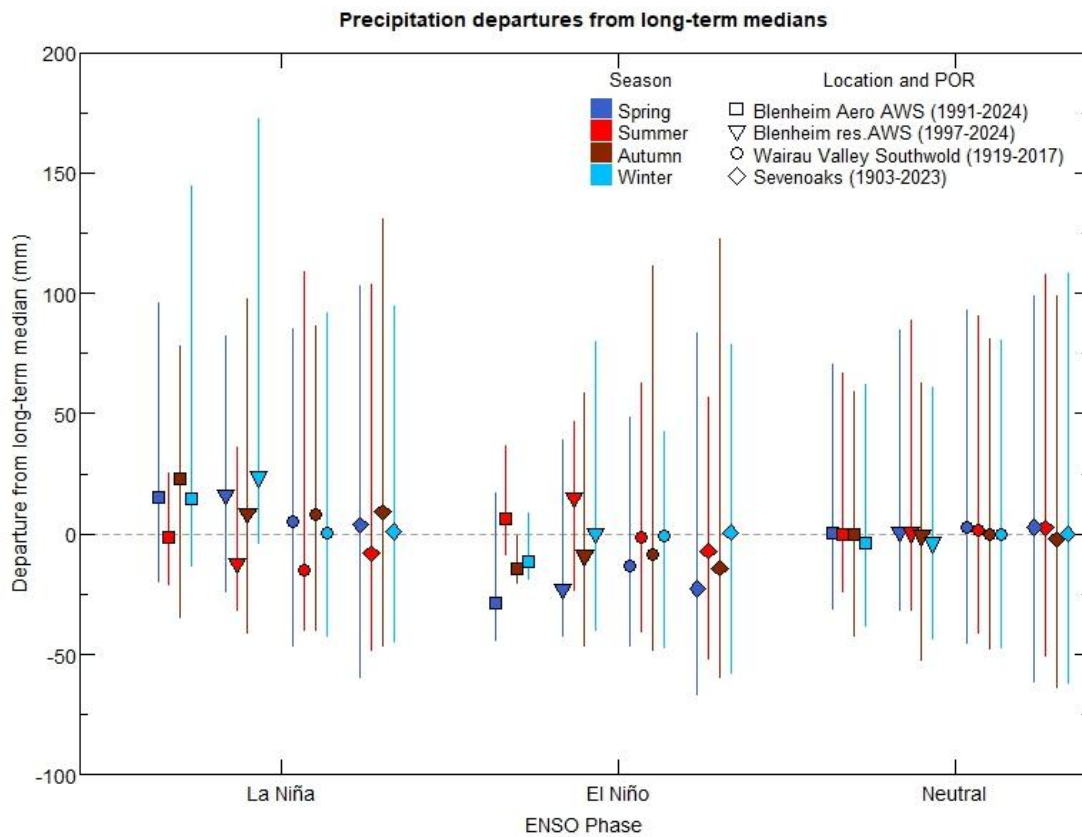 Precipitation departures from long-term medians
200
150
100
50
0
-50
-100
Departure from long-term median (mm)
Season
Spring
Summer
Autumn
Winter
Location and POR
Blenheim Aero AWS (1991-2024)
Blenheim res.AWS (1997-2024)
Wairau Valley Southwold (1919-2017)
Sevenoaks (1903-2023)
La Niña
El Niño
Neutral
ENSO Phase